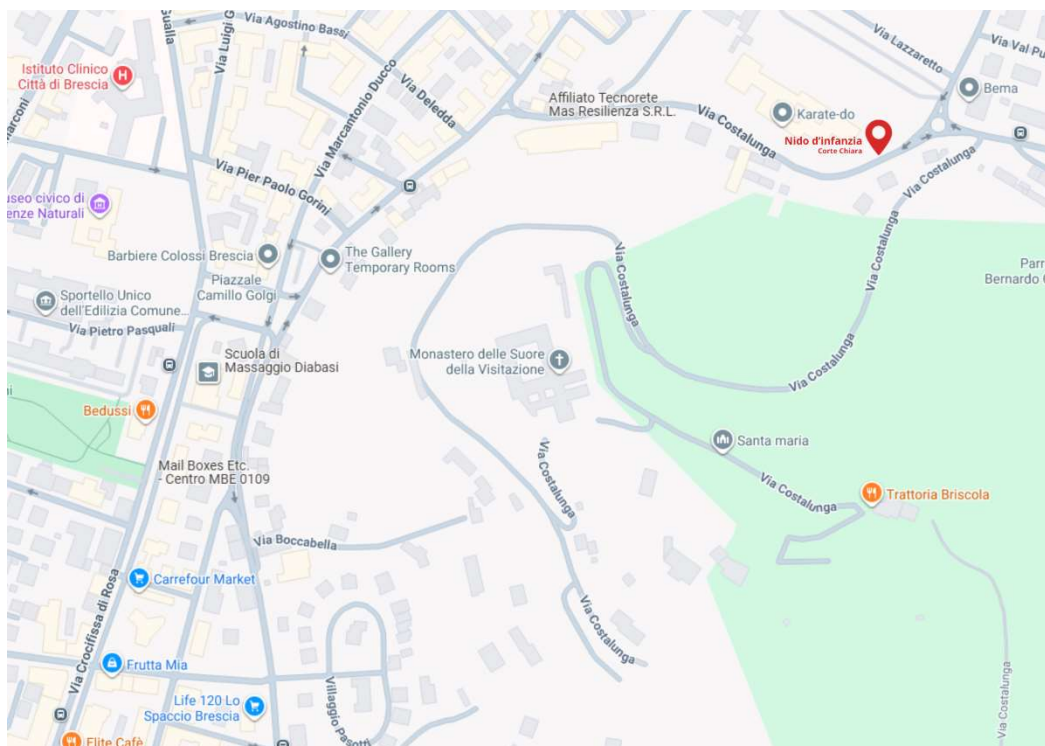 Gualla
Via Agostino Bassi
Via Luigi G
Via Lazzaretto
Via Val Pu
Istituto Clinico
Città di Brescia
H
Marconi
Via Marcantonio Ducco
Via Deledda
Bema
Affiliato Tecnorete
Mas Resilienza S.R.L.
Via Costalunga
Karate-do
Nido d'infanzia
Corte Chiara
Via Costalunga
Via Pier Paolo Gorini
useo civico di
enze Naturali
Barbiere Colossi Brescia
The Gallery
Temporary Rooms
Via Costalunga
Via Costalunga
Parr
Bernardo
Piazzale
Camillo Golgi
Sportello Unico
dell'Edilizia Comune...
Via Pietro Pasquali
Scuola di
Massaggio Diabasi
Monastero delle Suore
della Visitazione
Via Costalunga
ni
Bedussi
Santa maria
Mail Boxes Etc.
- Centro MBE 0109
Via Costalunga
Via Costalunga
Trattoria Briscola
Via Boccabella
Carrefour Market
Via Crocifissa di Rosa
Via Costalunga
Frutta Mia
Villaggio Pasotti
Via Costalunga
Life 120 Lo
Spaccio Brescia
Elite Cafè